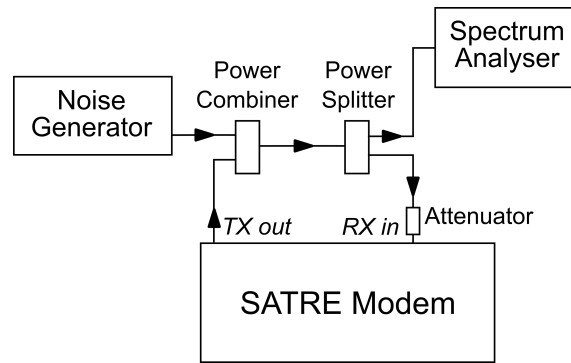 Spectrum
Analyser
Power
Combiner
Power
Splitter
Noise
Generator
TX out
RX in
Attenuator
SATRE Modem